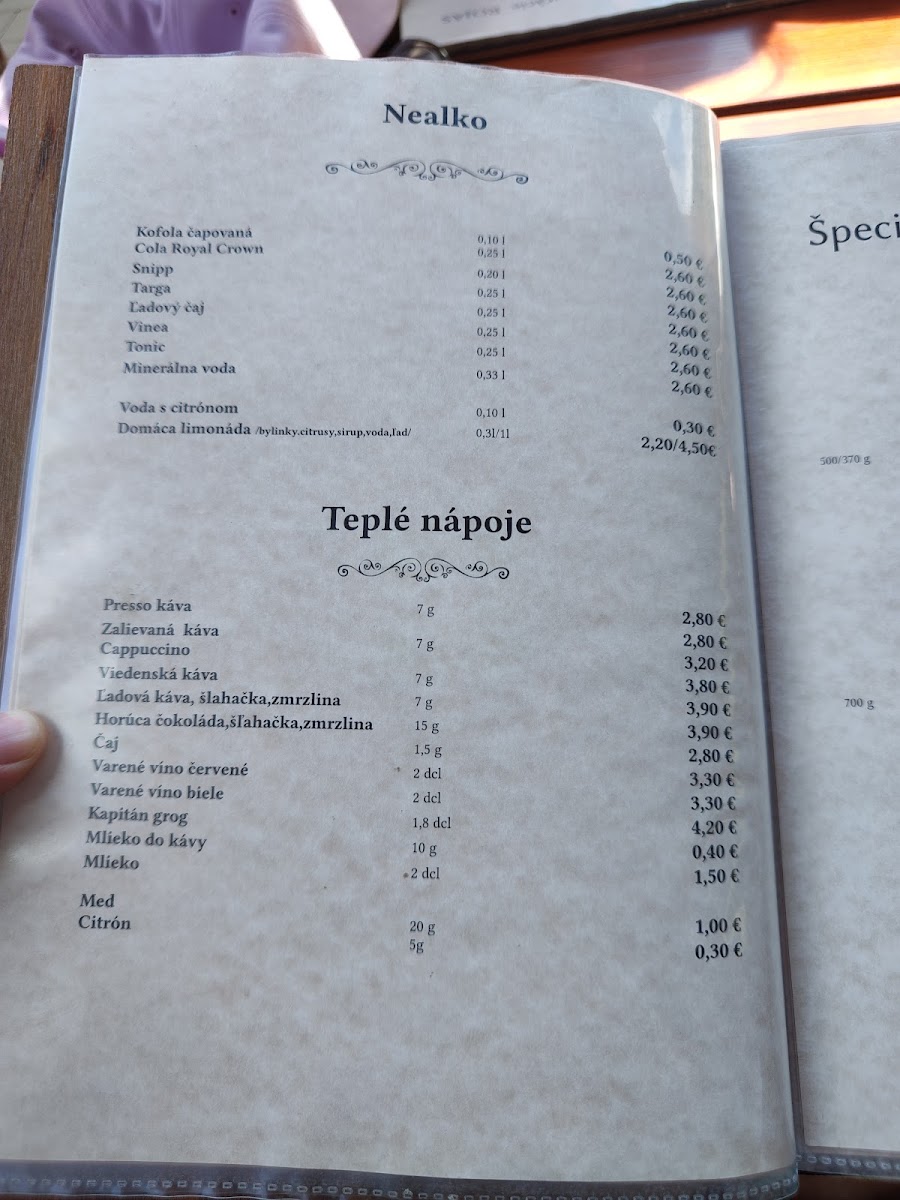 Nealko
Kofola čapovaná 0,10 l 0,50 €
Cola Royal Crown 0,25 l 2,60 €
Snipp 0,20 l 2,60 €
Targa 0,25 l 2,60 €
Ľadový čaj 0,25 l 2,60 €
Vinea 0,25 l 2,60 €
Tonic 0,25 l 2,60 €
Minerálna voda 0,33 l 2,60 €
Voda s citrónom 0,10 l 0,30 €
Domáca limonáda /bylinky.citrusy,sirup,voda,ľad/ 0,3l/1l 2,20/4,50€
Teplé nápoje
Presso káva 7 g 2,80 €
Zalievaná káva 7 g 2,80 €
Cappuccino 3,20 €
Viedenská káva 7 g 3,80 €
Ľadová káva, šlahačka,zmrzlina 7 g 3,90 €
Horúca čokoláda,šľahačka,zmrzlina 15 g 3,90 €
Čaj 1,5 g 2,80 €
Varené víno červené 2 dcl 3,30 €
Varené víno biele 2 dcl 3,30 €
Kapitán grog 1,8 dcl 4,20 €
Mlieko do kávy 10 g 0,40 €
Mlieko 2 dcl 1,50 €
Med 20 g 1,00 €
Citrón 5g 0,30 €
Špeci
500/370 g
700 g